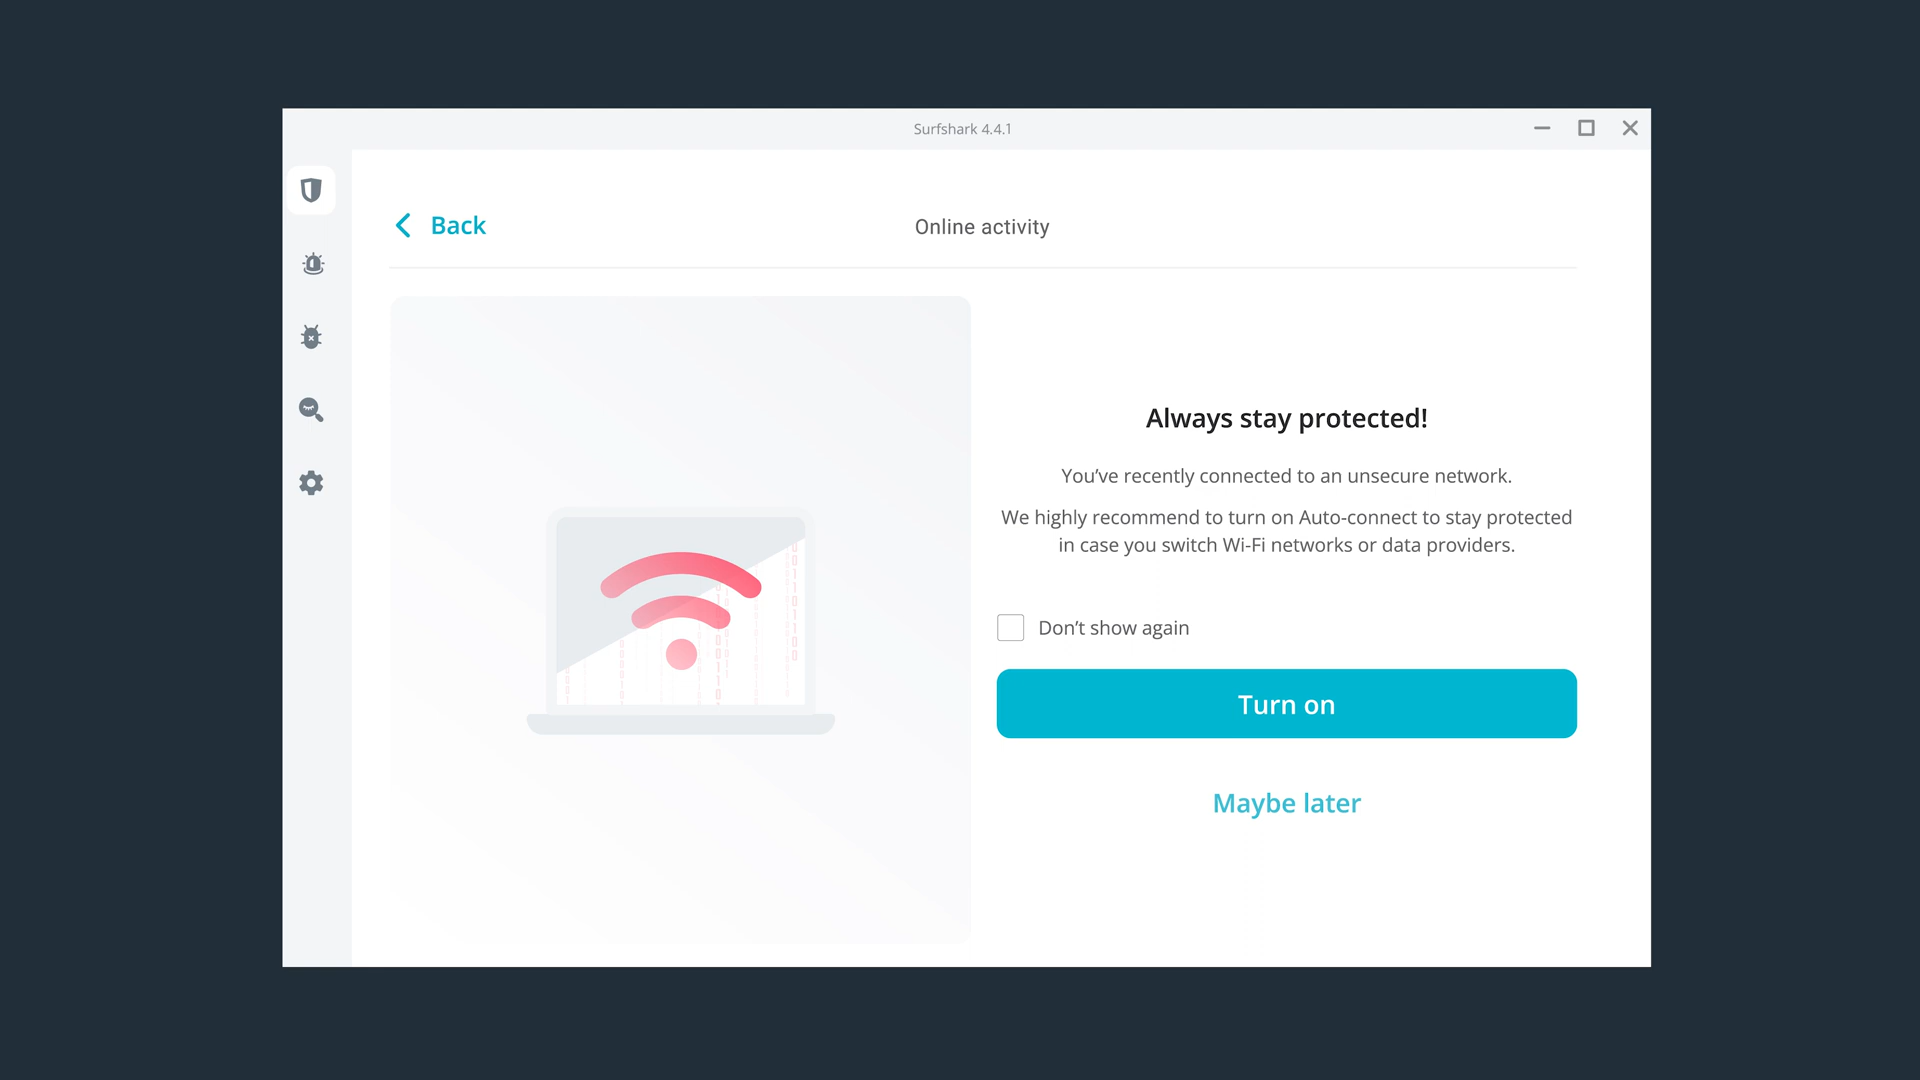 Surfshark 4.4.1
Back
Online activity
Always stay protected!
You’ve recently connected to an unsecure network.
We highly recommend to turn on Auto-connect to stay protected
in case you switch Wi-Fi networks or data providers.
Don’t show again
Turn on
Maybe later